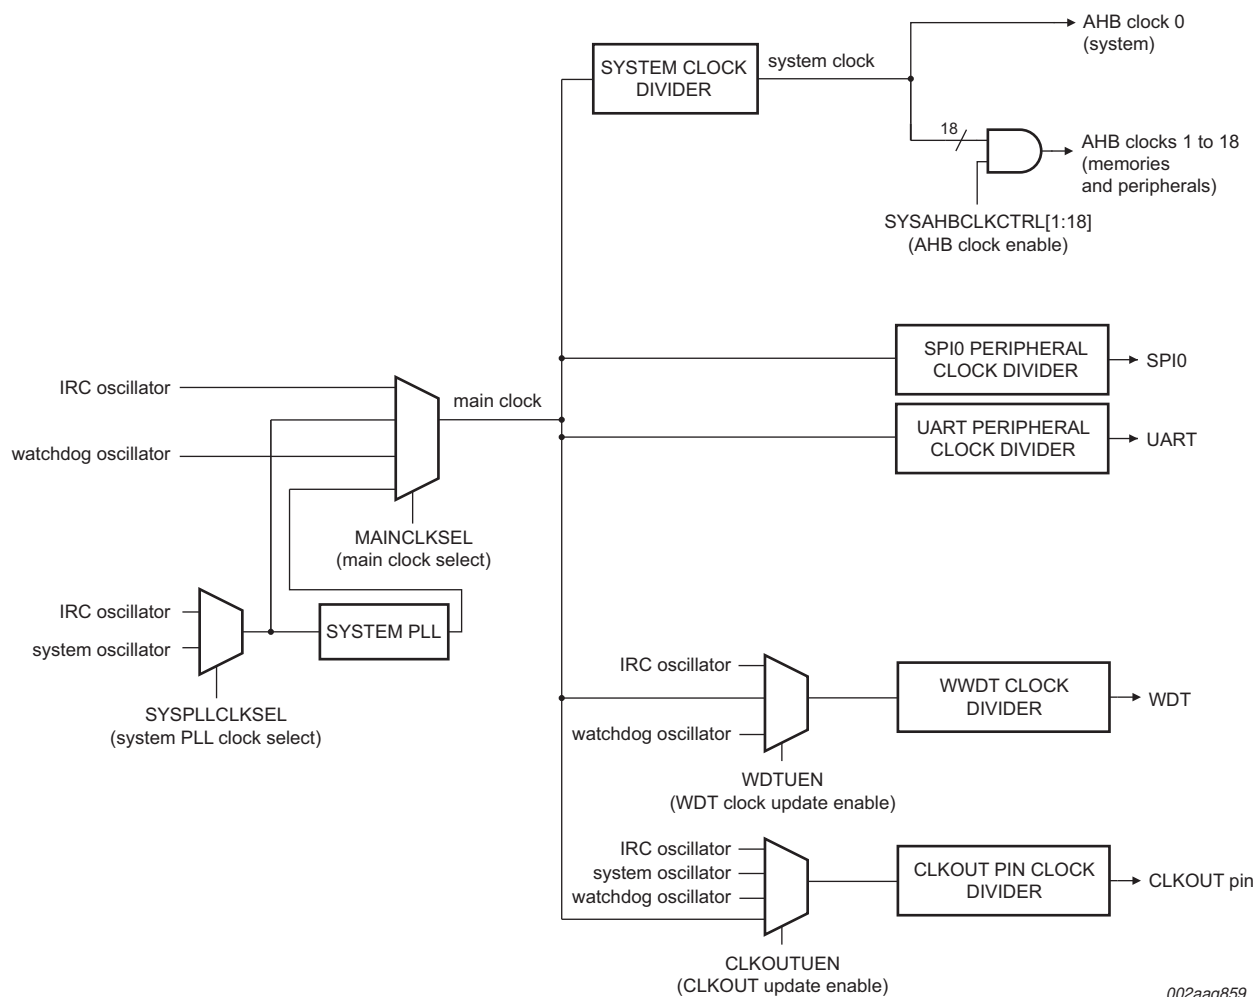 AHB clock 0
(system)
SYSTEM CLOCK
DIVIDER
system clock
18
AHB clocks 1 to 18
(memories
and peripherals)
SYSAHBCLKCTRL[1:18]
(AHB clock enable)
SPI0 PERIPHERAL
CLOCK DIVIDER
SPI0
IRC oscillator
main clock
UART PERIPHERAL
CLOCK DIVIDER
UART
watchdog oscillator
MAINCLKSEL
(main clock select)
IRC oscillator
system oscillator
SYSTEM PLL
SYSPLLCLKSEL
(system PLL clock select)
IRC oscillator
watchdog oscillator
WWDT CLOCK
DIVIDER
WDT
WDTUEN
(WDT clock update enable)
IRC oscillator
system oscillator
watchdog oscillator
CLKOUT PIN CLOCK
DIVIDER
CLKOUT pin
CLKOUTUEN
(CLKOUT update enable)
002aag859